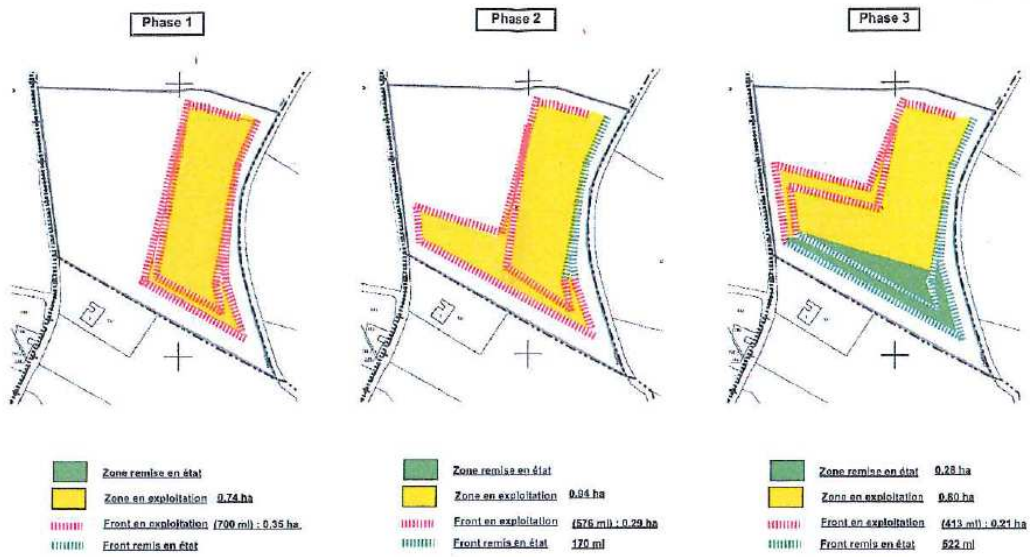 Phase 1
Phase 2
Phase 3
Zone remise en état
Zone en exploitation 0.74 ha
Front en exploitation (700 ml) : 0.35 ha
Front remis en état
Zone remise en état
Zone en exploitation 0.94 ha
Front en exploitation (576 ml) : 0.29 ha
Front remis en état 170 ml
Zone remise en état 0.28 ha
Zone en exploitation 0.80 ha
Front en exploitation (413 ml) : 0.21 ha
Front remis en état 522 ml